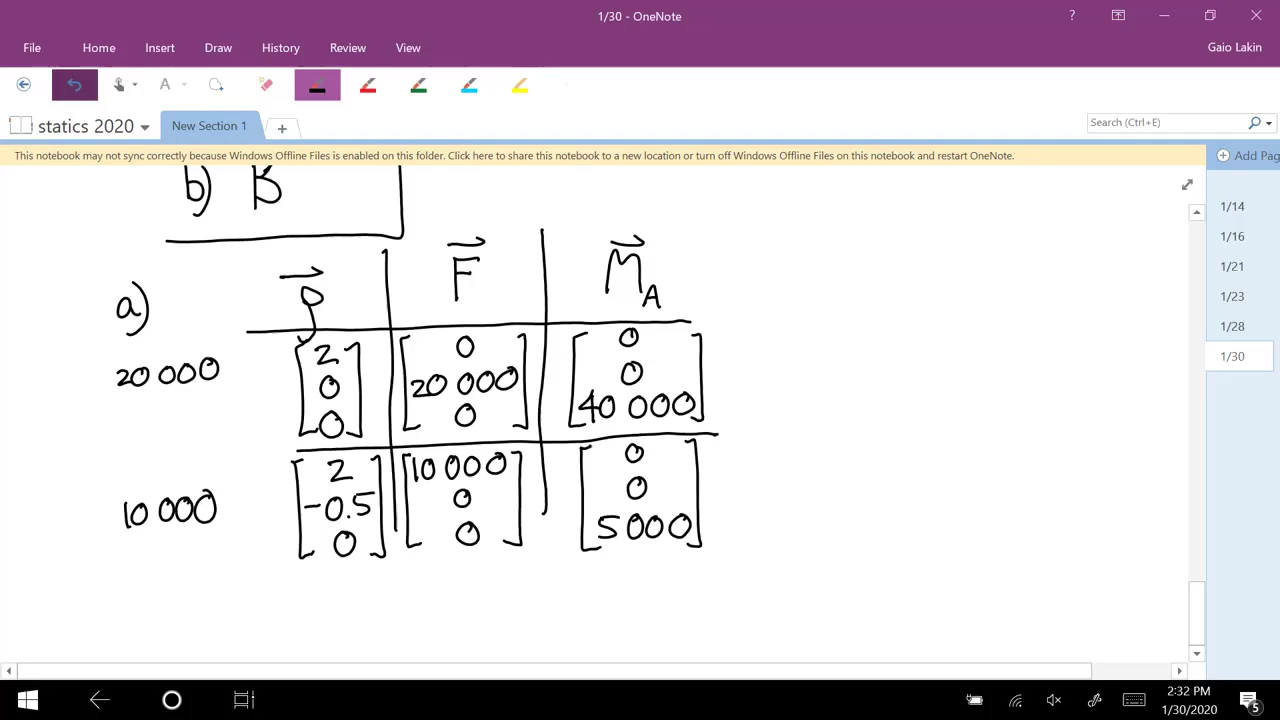 1/30 - OneNote
?
File Home Insert Draw History Review View
Gaio Lakin
statics 2020
New Section 1
Search (Ctrl+E)
This notebook may not sync correctly because Windows Offline Files is enabled on this folder. Click here to share this notebook to a new location or turn off Windows Offline Files on this notebook and restart OneNote.
Add Pag
1/14
1/16
1/21
1/23
1/28
1/30
b) B
a)
ρ F M_A
20 000
2
0
0
0
20 000
0
0
0
40 000
10 000
2
-0.5
0
10 000
0
0
0
0
5 000
2:32 PM
1/30/2020
5